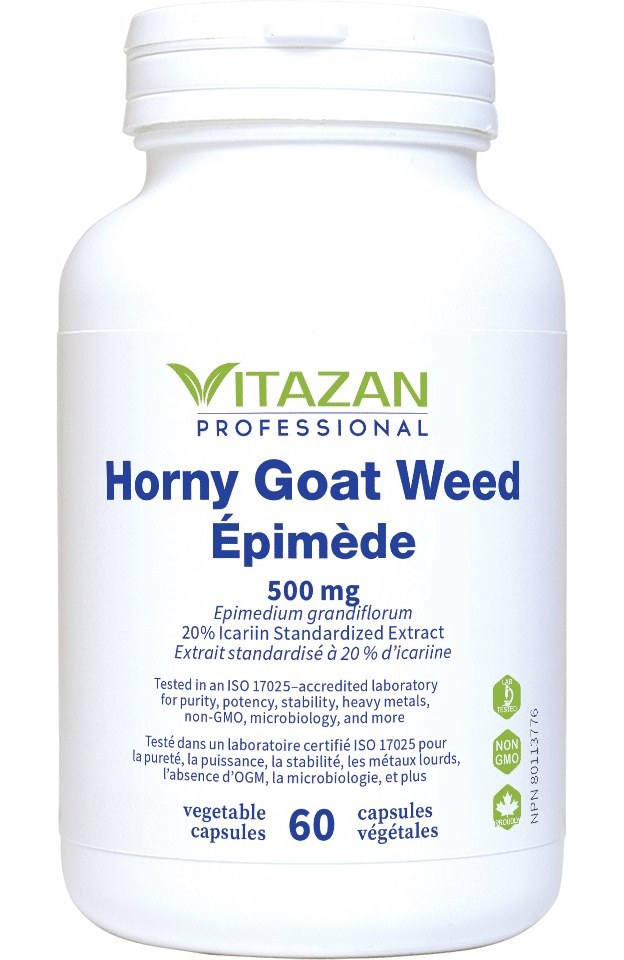 VITAZAN
PROFESSIONAL
Horny Goat Weed
Épimède
500 mg
Epimedium grandiflorum
20% Icariin Standardized Extract
Extrait standardisé à 20 % d'icariine
Tested in an ISO 17025–accredited laboratory
for purity, potency, stability, heavy metals,
non-GMO, microbiology, and more
Testé dans un laboratoire certifié ISO 17025 pour
la pureté, la puissance, la stabilité, les métaux lourds,
l'absence d'OGM, la microbiologie, et plus
vegetable
capsules
60
capsules
végétales
LAB
TESTED
NON
GMO
PROUDLY
NPN 80113776